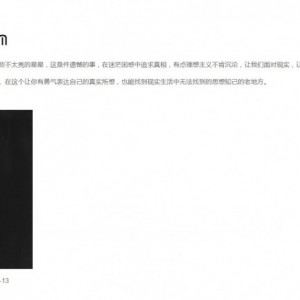 m
些不太亮的星星，这是件遗憾的事，在迷茫困惑中追求真相，有点理想主义不肯沉沦，让我们面对现实，让
，在这个让你有勇气表达自己的真实所想，也能找到现实生活中无法找到的思想知己的老地方。
-13